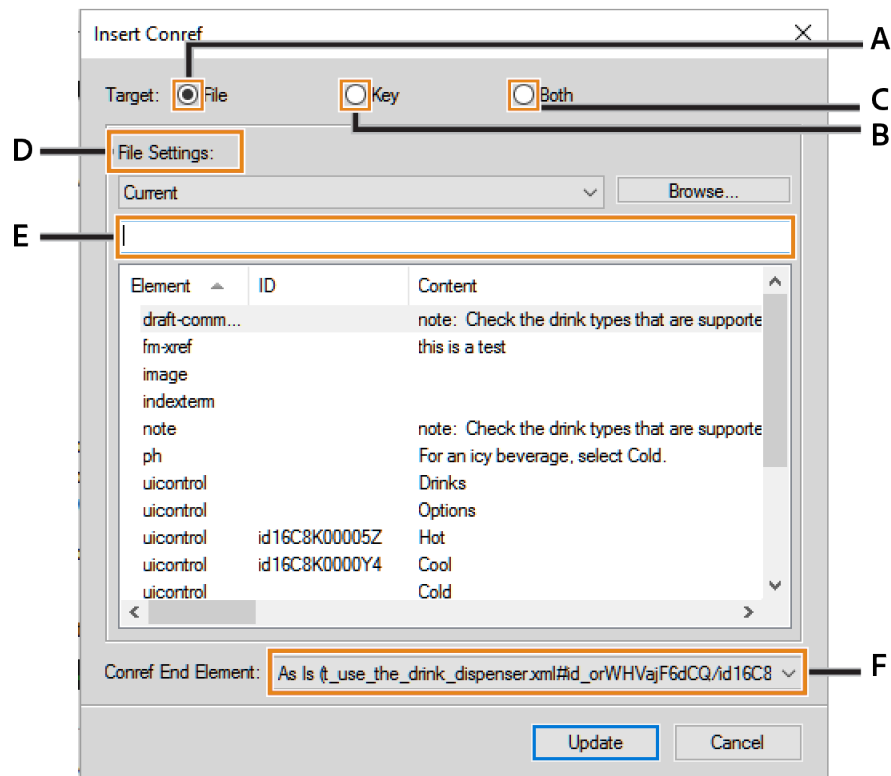 Insert Conref
A
Target: File Key Both
C
B
D
File Settings:
Current Browse...
E
Element ID Content
draft-comm... note: Check the drink types that are supporte
fm-xref this is a test
image
indexterm
note note: Check the drink types that are supporte
ph For an icy beverage, select Cold.
uicontrol Drinks
uicontrol Options
uicontrol id16C8K00005Z Hot
uicontrol id16C8K0000Y4 Cool
uicontrol Cold
Conref End Element: As Is (t_use_the_drink_dispenser.xml#id_orWHVajF6dCQ/id16C8
F
Update Cancel